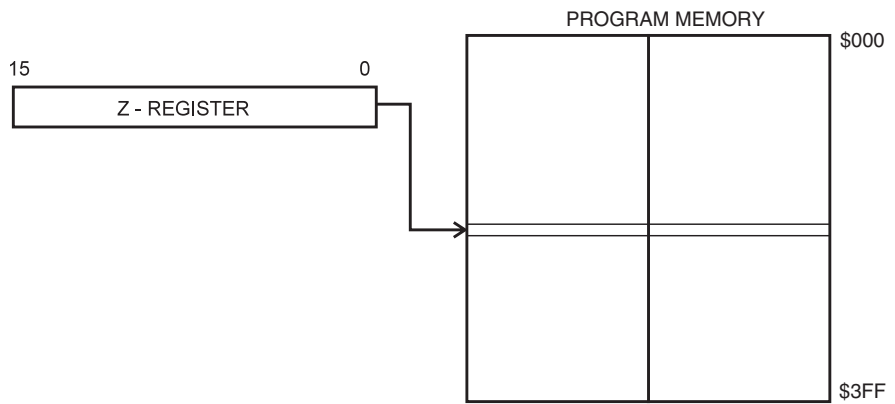 PROGRAM MEMORY
$000
15 0
Z - REGISTER
$3FF